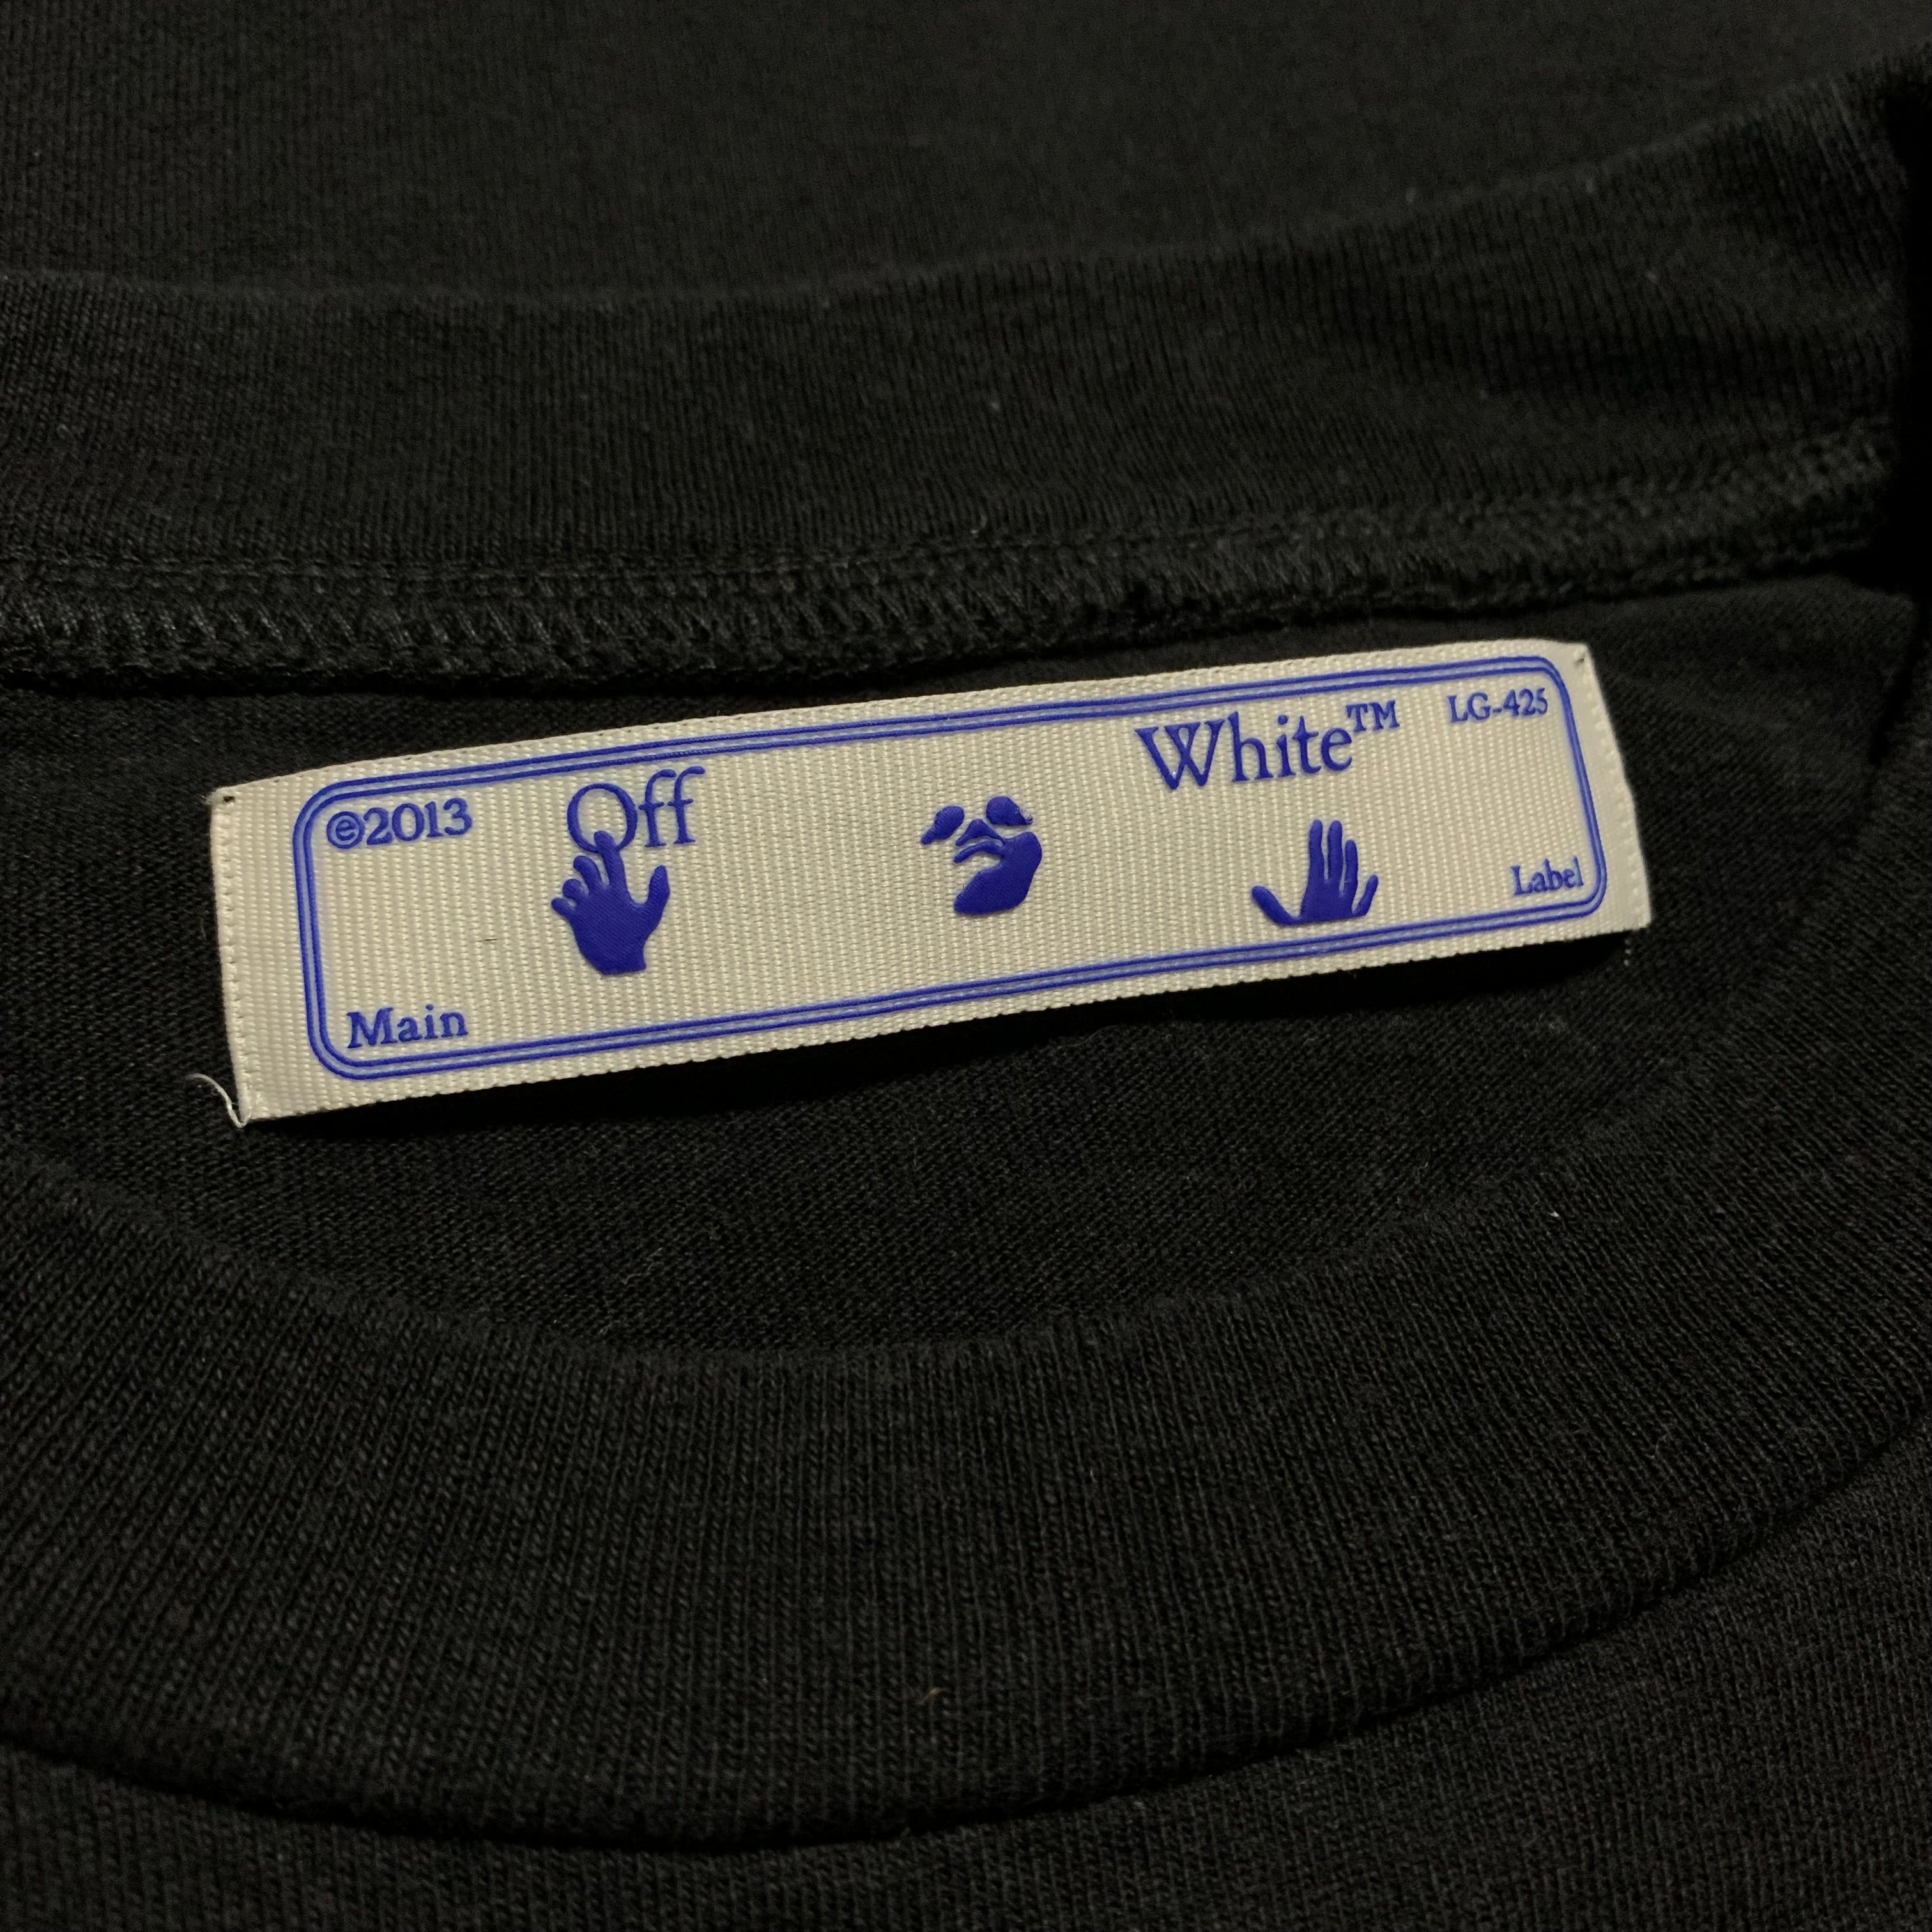 ©2013
Off
White™
LG-425
Main
Label